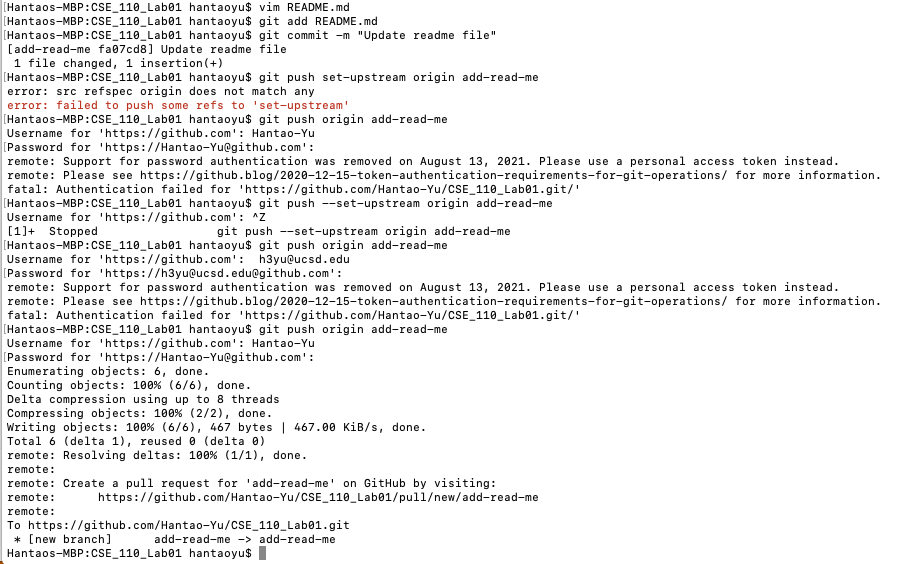 [Hantaos-MBP:CSE_110_Lab01 hantaoyu$ vim README.md
[Hantaos-MBP:CSE_110_Lab01 hantaoyu$ git add README.md
[Hantaos-MBP:CSE_110_Lab01 hantaoyu$ git commit -m "Update readme file"
[add-read-me fa07cd8] Update readme file
 1 file changed, 1 insertion(+)
[Hantaos-MBP:CSE_110_Lab01 hantaoyu$ git push set-upstream origin add-read-me
error: src refspec origin does not match any
error: failed to push some refs to 'set-upstream'
[Hantaos-MBP:CSE_110_Lab01 hantaoyu$ git push origin add-read-me
Username for 'https://github.com': Hantao-Yu
[Password for 'https://Hantao-Yu@github.com':
remote: Support for password authentication was removed on August 13, 2021. Please use a personal access token instead.
remote: Please see https://github.blog/2020-12-15-token-authentication-requirements-for-git-operations/ for more information.
fatal: Authentication failed for 'https://github.com/Hantao-Yu/CSE_110_Lab01.git/'
[Hantaos-MBP:CSE_110_Lab01 hantaoyu$ git push --set-upstream origin add-read-me
Username for 'https://github.com': ^Z
[1]+  Stopped                 git push --set-upstream origin add-read-me
[Hantaos-MBP:CSE_110_Lab01 hantaoyu$ git push origin add-read-me
Username for 'https://github.com':  h3yu@ucsd.edu
[Password for 'https://h3yu@ucsd.edu@github.com':
remote: Support for password authentication was removed on August 13, 2021. Please use a personal access token instead.
remote: Please see https://github.blog/2020-12-15-token-authentication-requirements-for-git-operations/ for more information.
fatal: Authentication failed for 'https://github.com/Hantao-Yu/CSE_110_Lab01.git/'
[Hantaos-MBP:CSE_110_Lab01 hantaoyu$ git push origin add-read-me
Username for 'https://github.com': Hantao-Yu
[Password for 'https://Hantao-Yu@github.com':
Enumerating objects: 6, done.
Counting objects: 100% (6/6), done.
Delta compression using up to 8 threads
Compressing objects: 100% (2/2), done.
Writing objects: 100% (6/6), 467 bytes | 467.00 KiB/s, done.
Total 6 (delta 1), reused 0 (delta 0)
remote: Resolving deltas: 100% (1/1), done.
remote:
remote: Create a pull request for 'add-read-me' on GitHub by visiting:
remote:      https://github.com/Hantao-Yu/CSE_110_Lab01/pull/new/add-read-me
remote:
To https://github.com/Hantao-Yu/CSE_110_Lab01.git
 * [new branch]      add-read-me -> add-read-me
Hantaos-MBP:CSE_110_Lab01 hantaoyu$